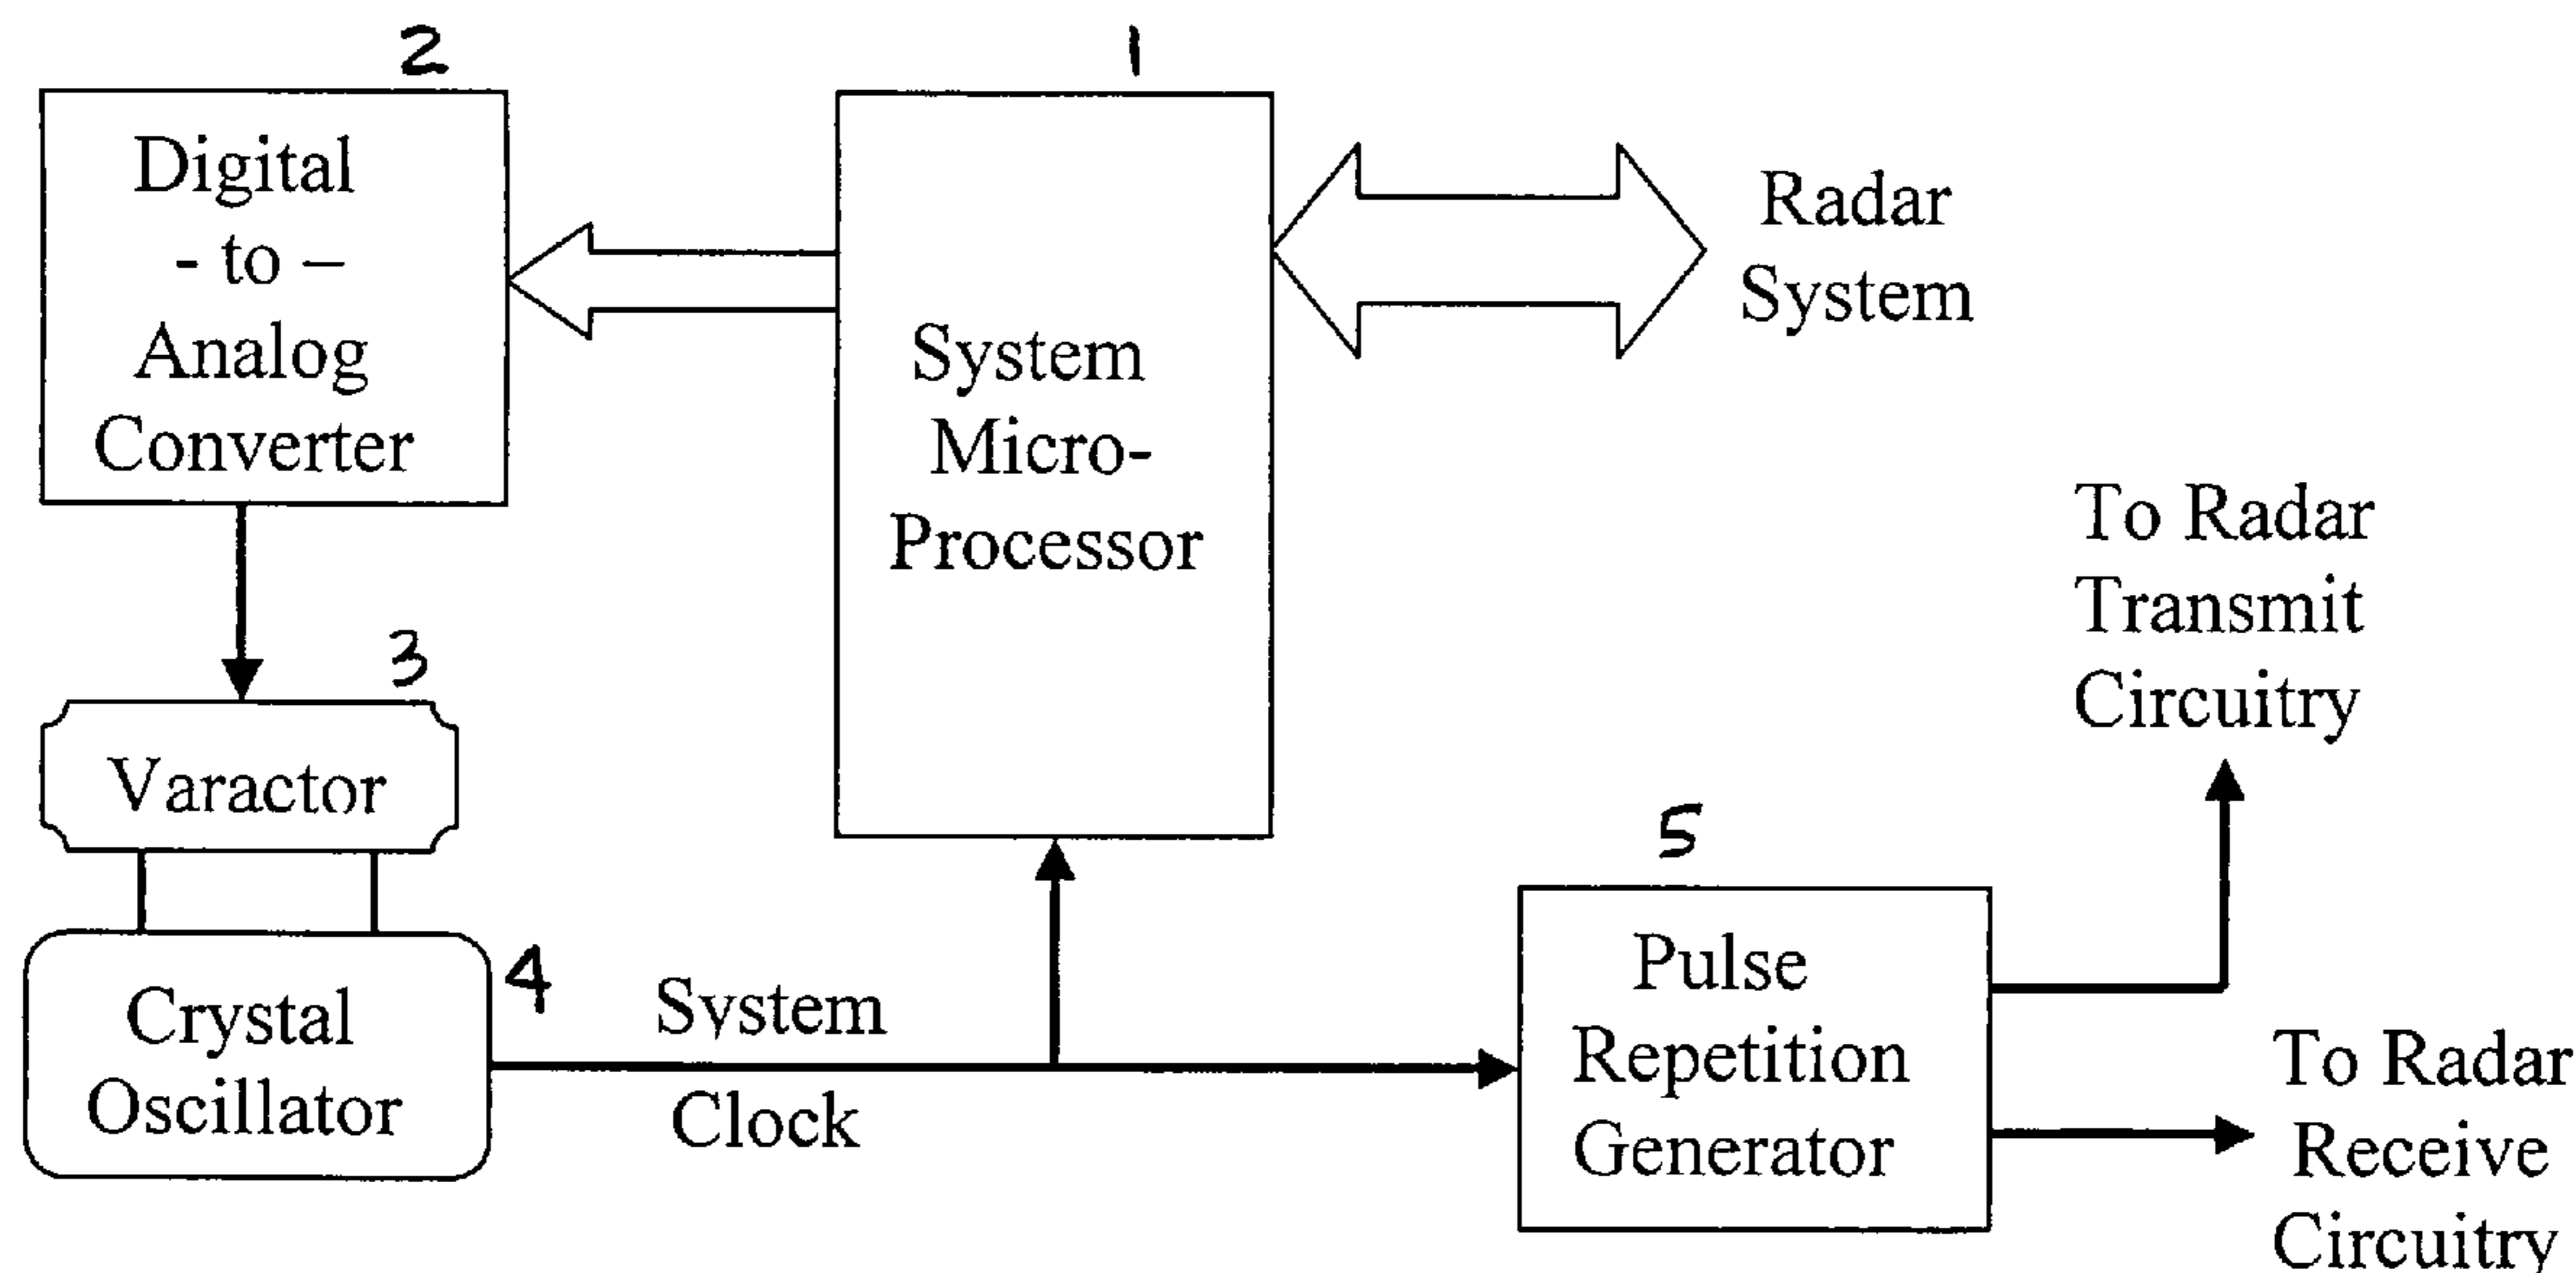 2
Digital
- to –
Analog
Converter
1
System
Micro-
Processor
Radar
System
To Radar
Transmit
Circuitry
3
Varactor
4
Crystal
Oscillator
System
Clock
5
Pulse
Repetition
Generator
To Radar
Receive
Circuitry